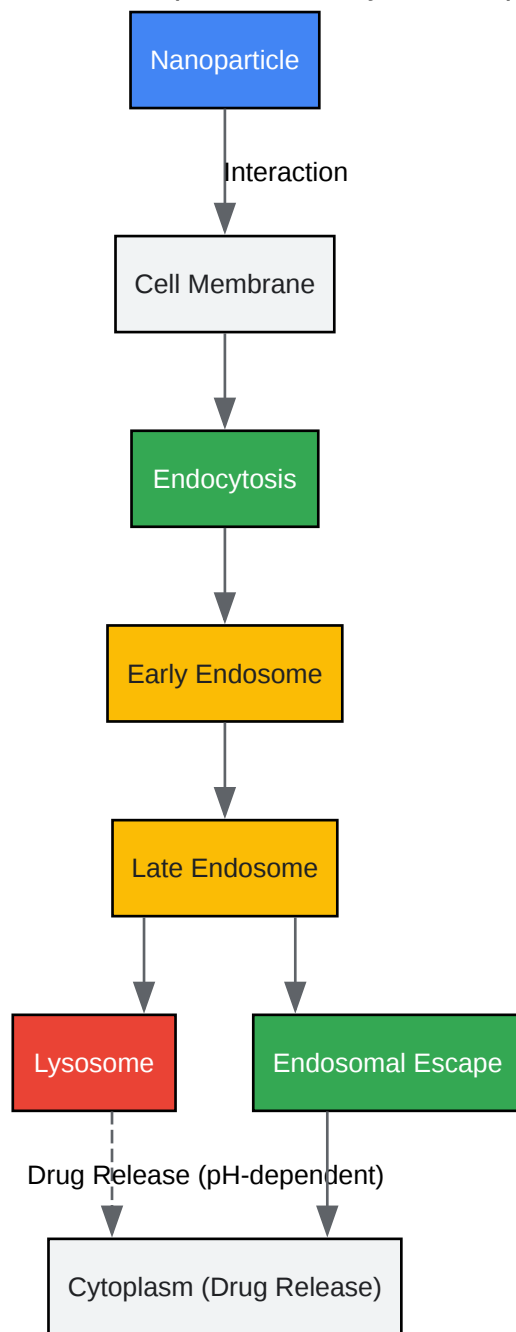 Nanoparticle
Interaction
Cell Membrane
Endocytosis
Early Endosome
Late Endosome
Lysosome
Endosomal Escape
Drug Release (pH-dependent)
Cytoplasm (Drug Release)